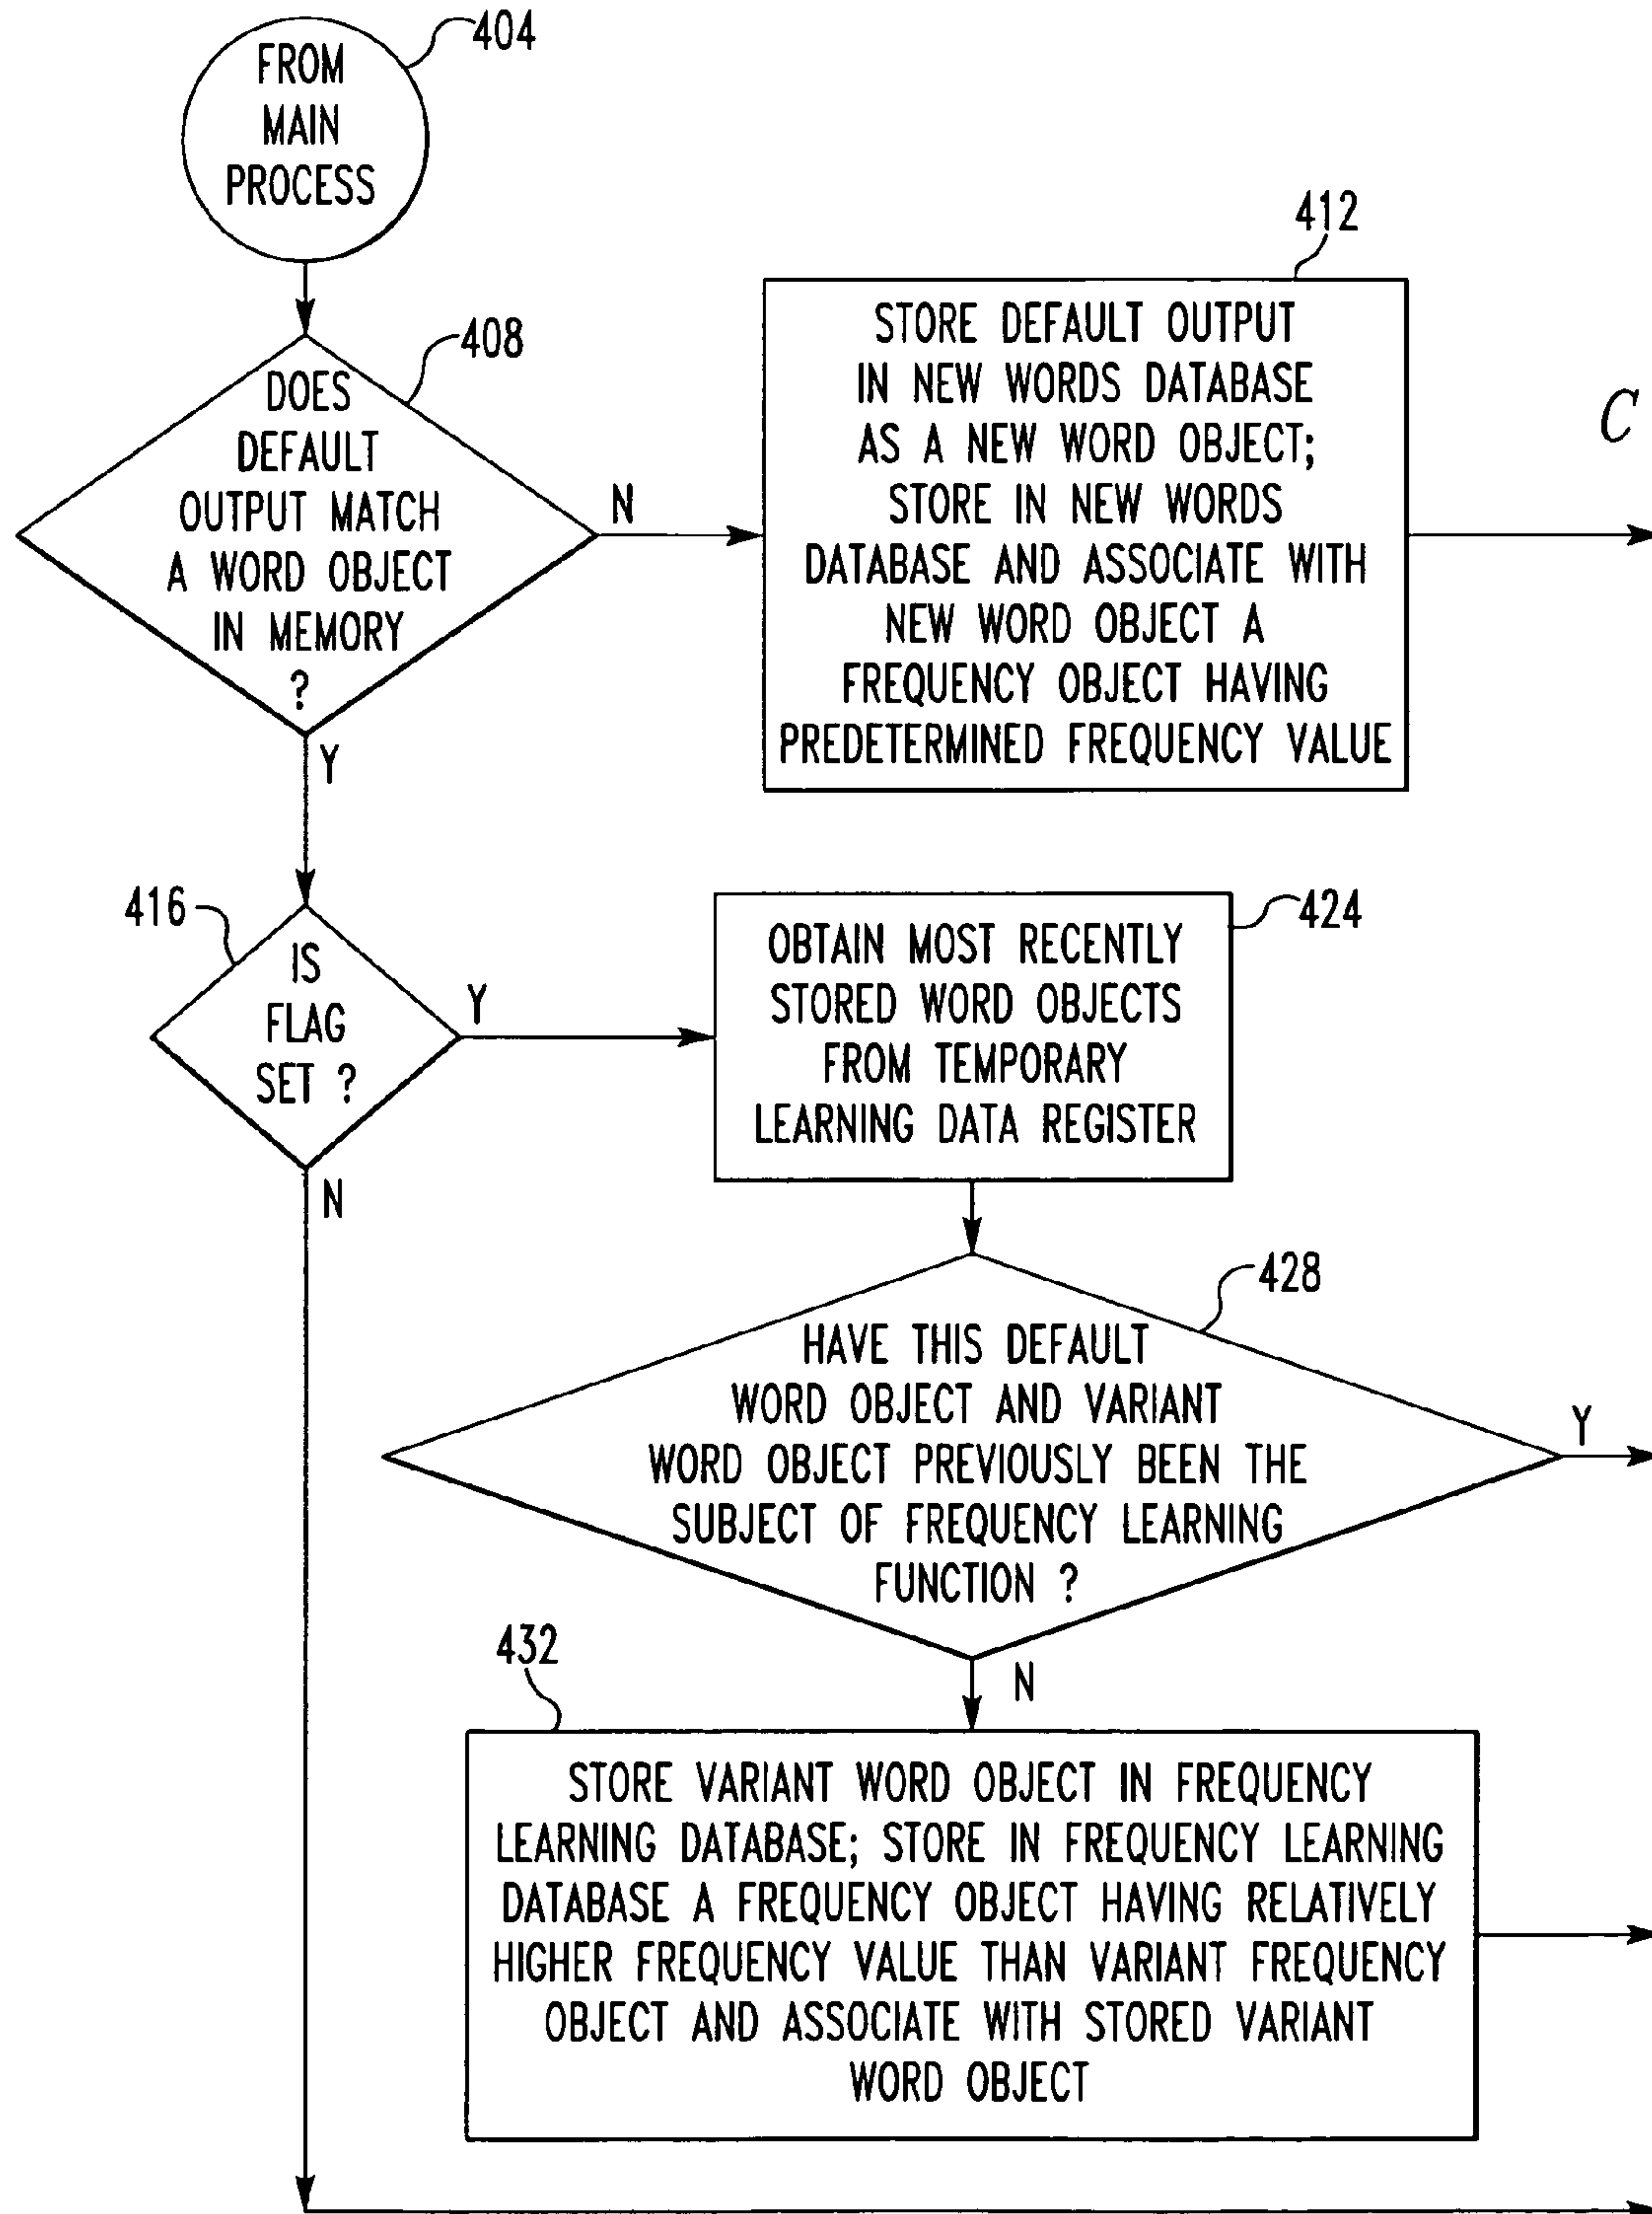 404
FROM
MAIN
PROCESS
408
DOES
DEFAULT
OUTPUT MATCH
A WORD OBJECT
IN MEMORY
?
N
Y
412
STORE DEFAULT OUTPUT
IN NEW WORDS DATABASE
AS A NEW WORD OBJECT;
STORE IN NEW WORDS
DATABASE AND ASSOCIATE WITH
NEW WORD OBJECT A
FREQUENCY OBJECT HAVING
PREDETERMINED FREQUENCY VALUE
C
416
IS
FLAG
SET ?
Y
N
424
OBTAIN MOST RECENTLY
STORED WORD OBJECTS
FROM TEMPORARY
LEARNING DATA REGISTER
428
HAVE THIS DEFAULT
WORD OBJECT AND VARIANT
WORD OBJECT PREVIOUSLY BEEN THE
SUBJECT OF FREQUENCY LEARNING
FUNCTION ?
Y
N
432
STORE VARIANT WORD OBJECT IN FREQUENCY
LEARNING DATABASE; STORE IN FREQUENCY LEARNING
DATABASE A FREQUENCY OBJECT HAVING RELATIVELY
HIGHER FREQUENCY VALUE THAN VARIANT FREQUENCY
OBJECT AND ASSOCIATE WITH STORED VARIANT
WORD OBJECT